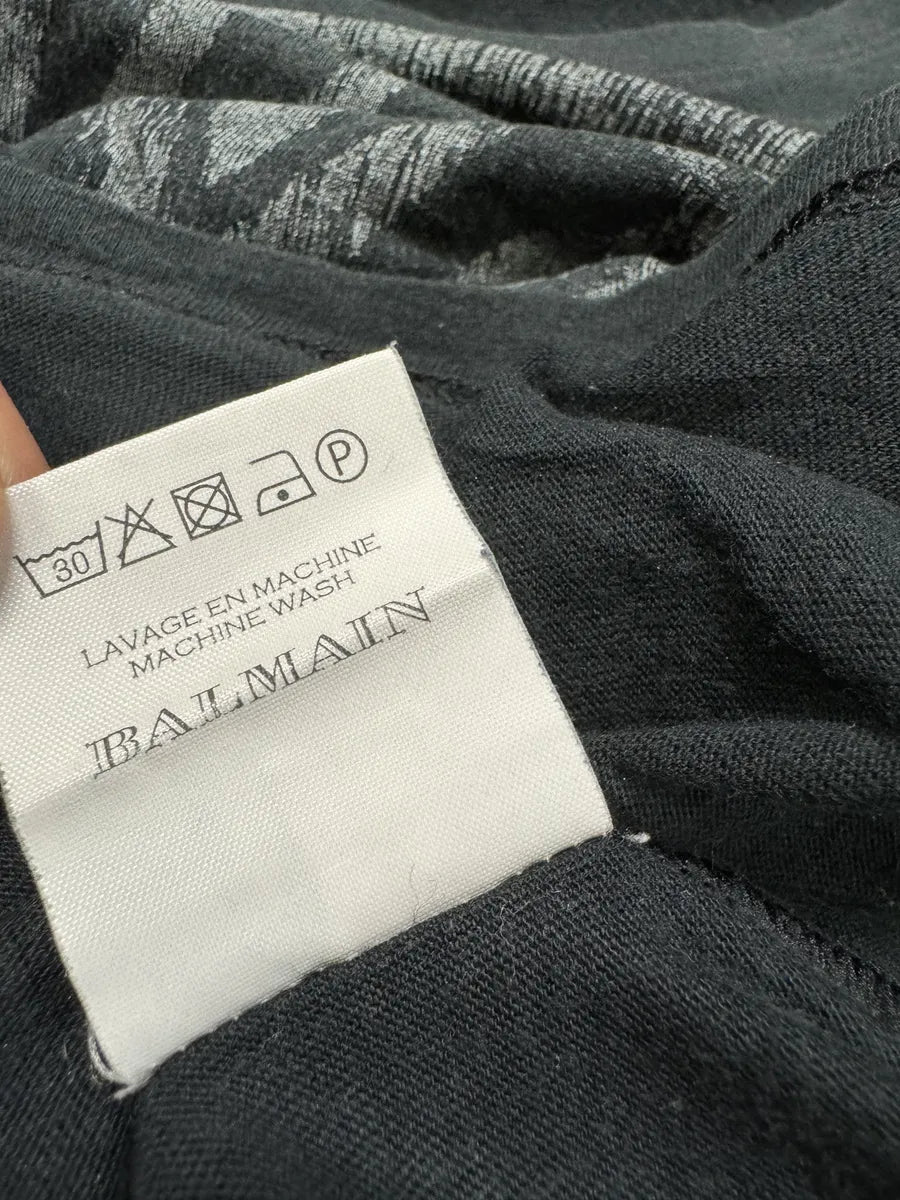 30 P
LAVAGE EN MACHINE
MACHINE WASH
BALMAIN